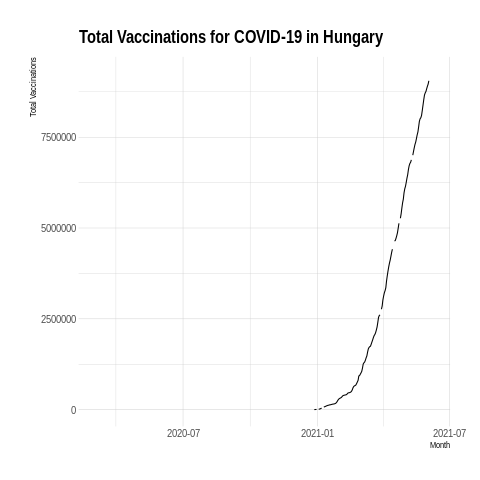 Total Vaccinations for COVID-19 in Hungary
Total Vaccinations
7500000
5000000
2500000
0
2020-07
2021-01
2021-07
Month